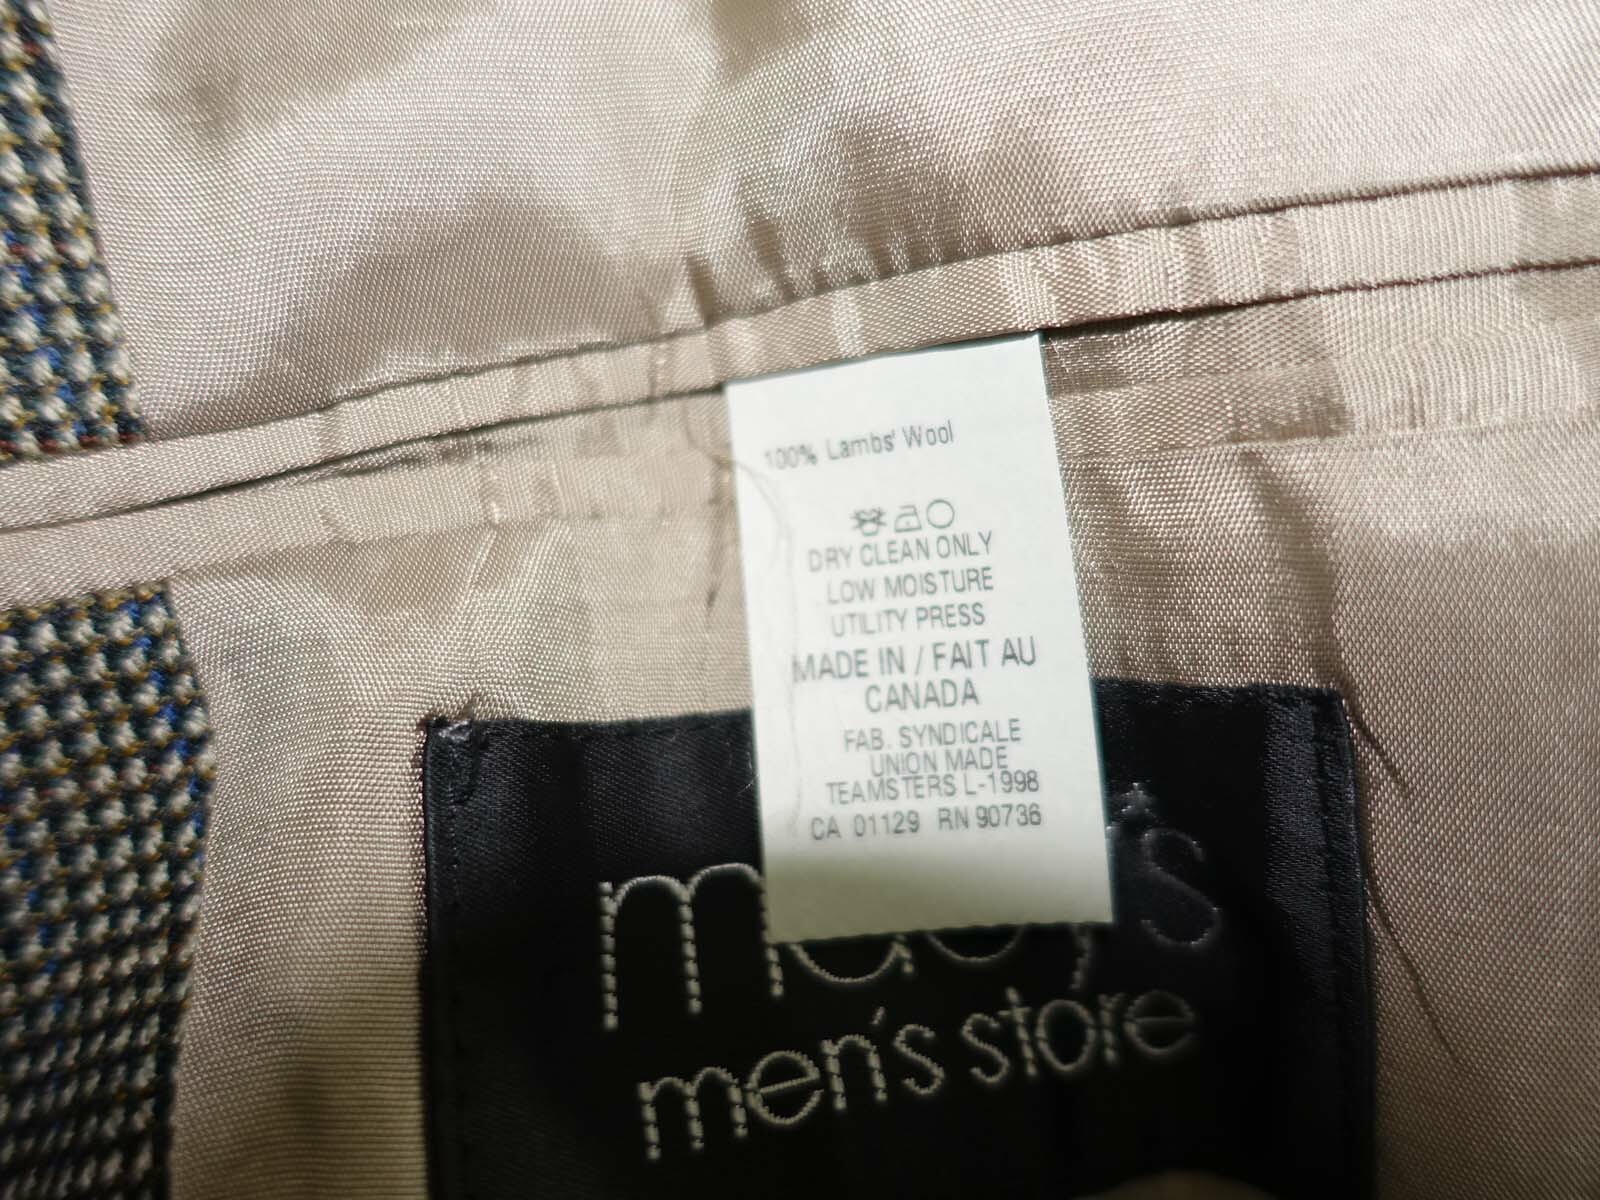 100% Lambs' Wool
DRY CLEAN ONLY
LOW MOISTURE
UTILITY PRESS
MADE IN / FAIT AU
CANADA
FAB. SYNDICALE
UNION MADE
TEAMSTERS L-1998
CA 01129 RN 90736
macy's
men's store